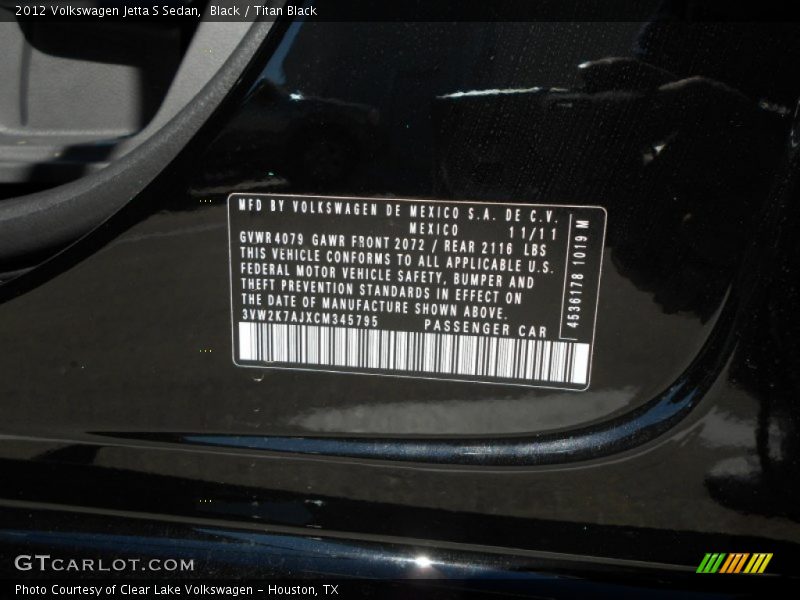 2012 Volkswagen Jetta S Sedan, Black / Titan Black
MFD BY VOLKSWAGEN DE MEXICO S.A. DE C.V.
MEXICO 11/11
GVWR 4079 GAWR FRONT 2072 / REAR 2116 LBS
THIS VEHICLE CONFORMS TO ALL APPLICABLE U.S.
FEDERAL MOTOR VEHICLE SAFETY, BUMPER AND
THEFT PREVENTION STANDARDS IN EFFECT ON
THE DATE OF MANUFACTURE SHOWN ABOVE.
3VW2K7AJXCM345795 PASSENGER CAR
4536178 1019 M
GTCARLOT.COM
Photo Courtesy of Clear Lake Volkswagen - Houston, TX